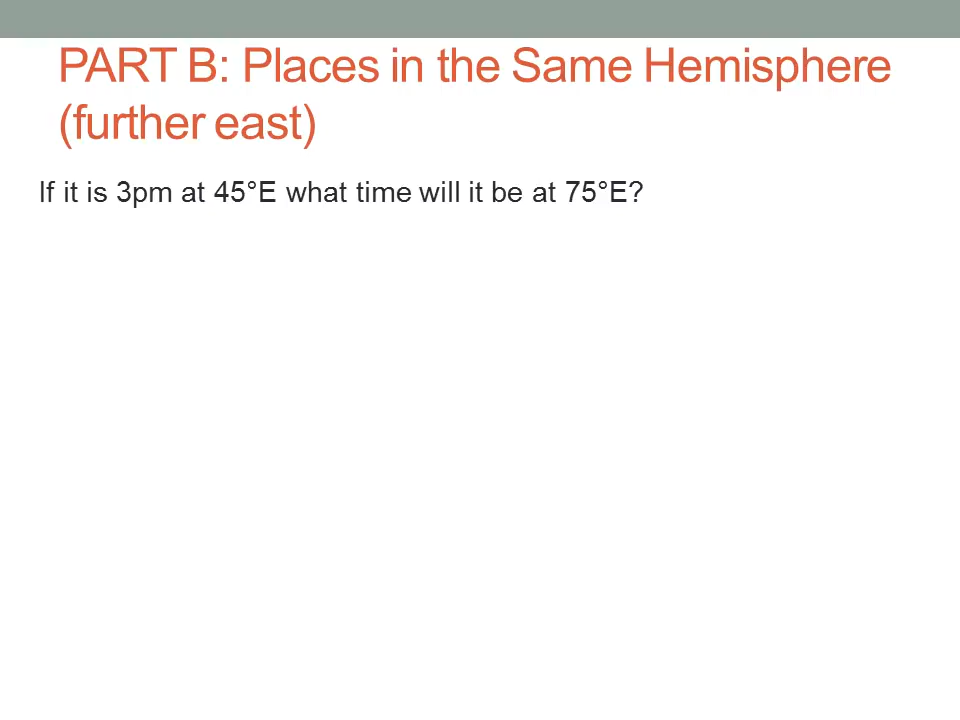 PART B: Places in the Same Hemisphere
(further east)
If it is 3pm at 45°E what time will it be at 75°E?